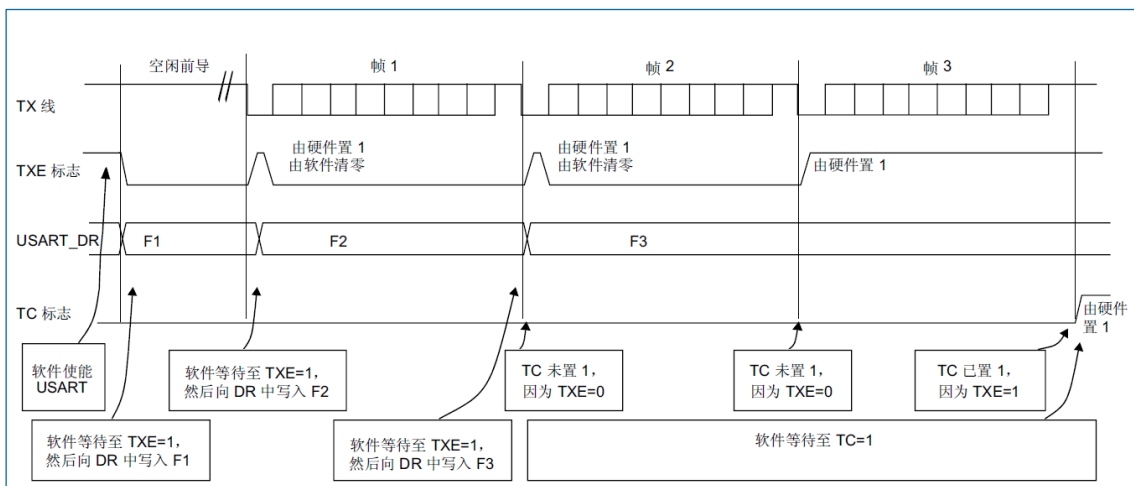 空闲前导
帧 1
帧 2
帧 3
TX 线
由硬件置 1
由软件清零
由硬件置 1
由软件清零
TXE 标志
由硬件置 1
USART_DR
F1
F2
F3
TC 标志
由硬件
置 1
软件使能
USART
软件等待至 TXE=1,
然后向 DR 中写入 F2
TC 未置 1,
因为 TXE=0
TC 未置 1,
因为 TXE=0
TC 已置 1,
因为 TXE=1
软件等待至 TXE=1,
然后向 DR 中写入 F1
软件等待至 TXE=1,
然后向 DR 中写入 F3
软件等待至 TC=1